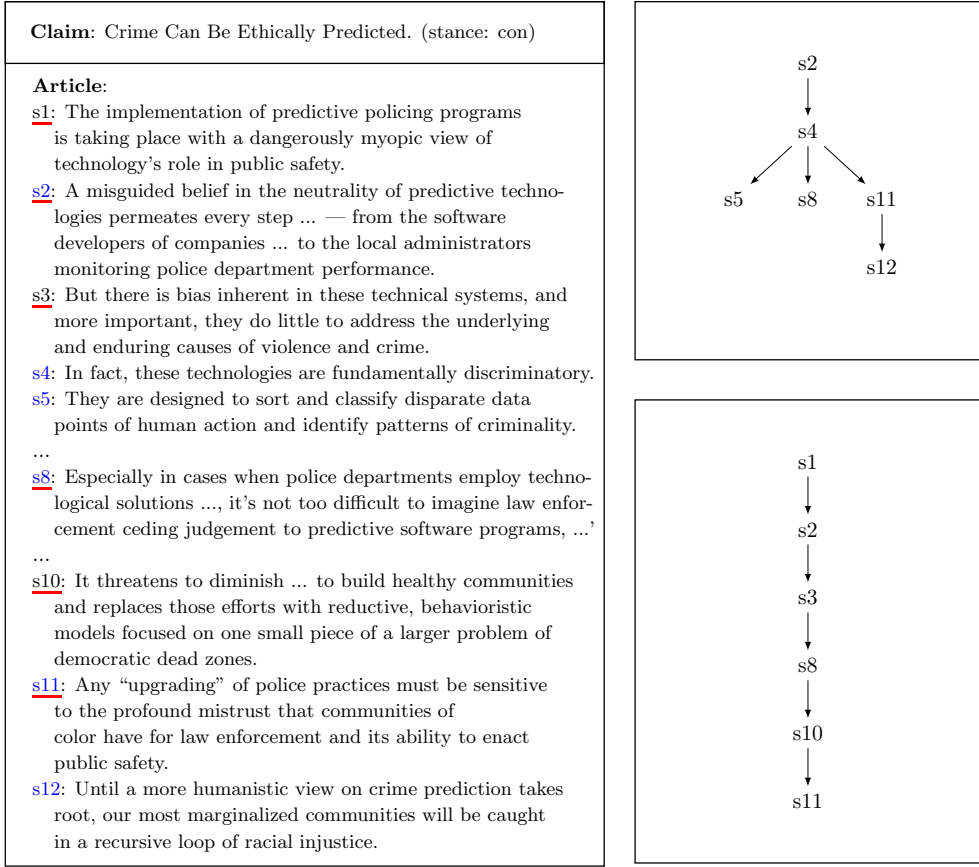 Claim: Crime Can Be Ethically Predicted. (stance: con)
Article:
s1: The implementation of predictive policing programs
is taking place with a dangerously myopic view of
technology's role in public safety.
s2: A misguided belief in the neutrality of predictive techno-
logies permeates every step ... — from the software
developers of companies ... to the local administrators
monitoring police department performance.
s3: But there is bias inherent in these technical systems, and
more important, they do little to address the underlying
and enduring causes of violence and crime.
s4: In fact, these technologies are fundamentally discriminatory.
s5: They are designed to sort and classify disparate data
points of human action and identify patterns of criminality.
...
s8: Especially in cases when police departments employ techno-
logical solutions ..., it's not too difficult to imagine law enfor-
cement ceding judgement to predictive software programs, ...'
...
s10: It threatens to diminish ... to build healthy communities
and replaces those efforts with reductive, behavioristic
models focused on one small piece of a larger problem of
democratic dead zones.
s11: Any “upgrading” of police practices must be sensitive
to the profound mistrust that communities of
color have for law enforcement and its ability to enact
public safety.
s12: Until a more humanistic view on crime prediction takes
root, our most marginalized communities will be caught
in a recursive loop of racial injustice.
s2
s4
s5 s8 s11
s12
s1
s2
s3
s8
s10
s11